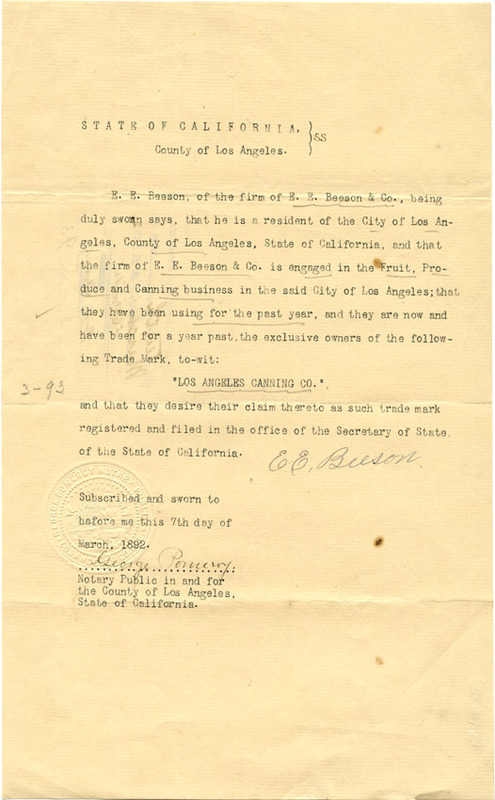 STATE OF CALIFORNIA. } SS
County of Los Angeles.
E. E. Beeson, of the firm of E. E. Beeson & Co., being
duly sworn says, that he is a resident of the City of Los An-
geles, County of Los Angeles, State of California, and that
the firm of E. E. Beeson & Co. is engaged in the Fruit, Pro-
duce and Canning business in the said City of Los Angeles;that
they have been using for the past year, and they are now and
have been for a year past,the exclusive owners of the follow-
ing Trade Mark, to-wit:
3-93
"LOS ANGELES CANNING CO.",
and that they desire their claim thereto as such trade mark
registered and filed in the office of the Secretary of State
of the State of California.
E E, Beeson.
Subscribed and sworn to
before me this 7th day of
March, 1892.
George Pomeroy.
Notary Public in and for
the County of Los Angeles,
State of California.